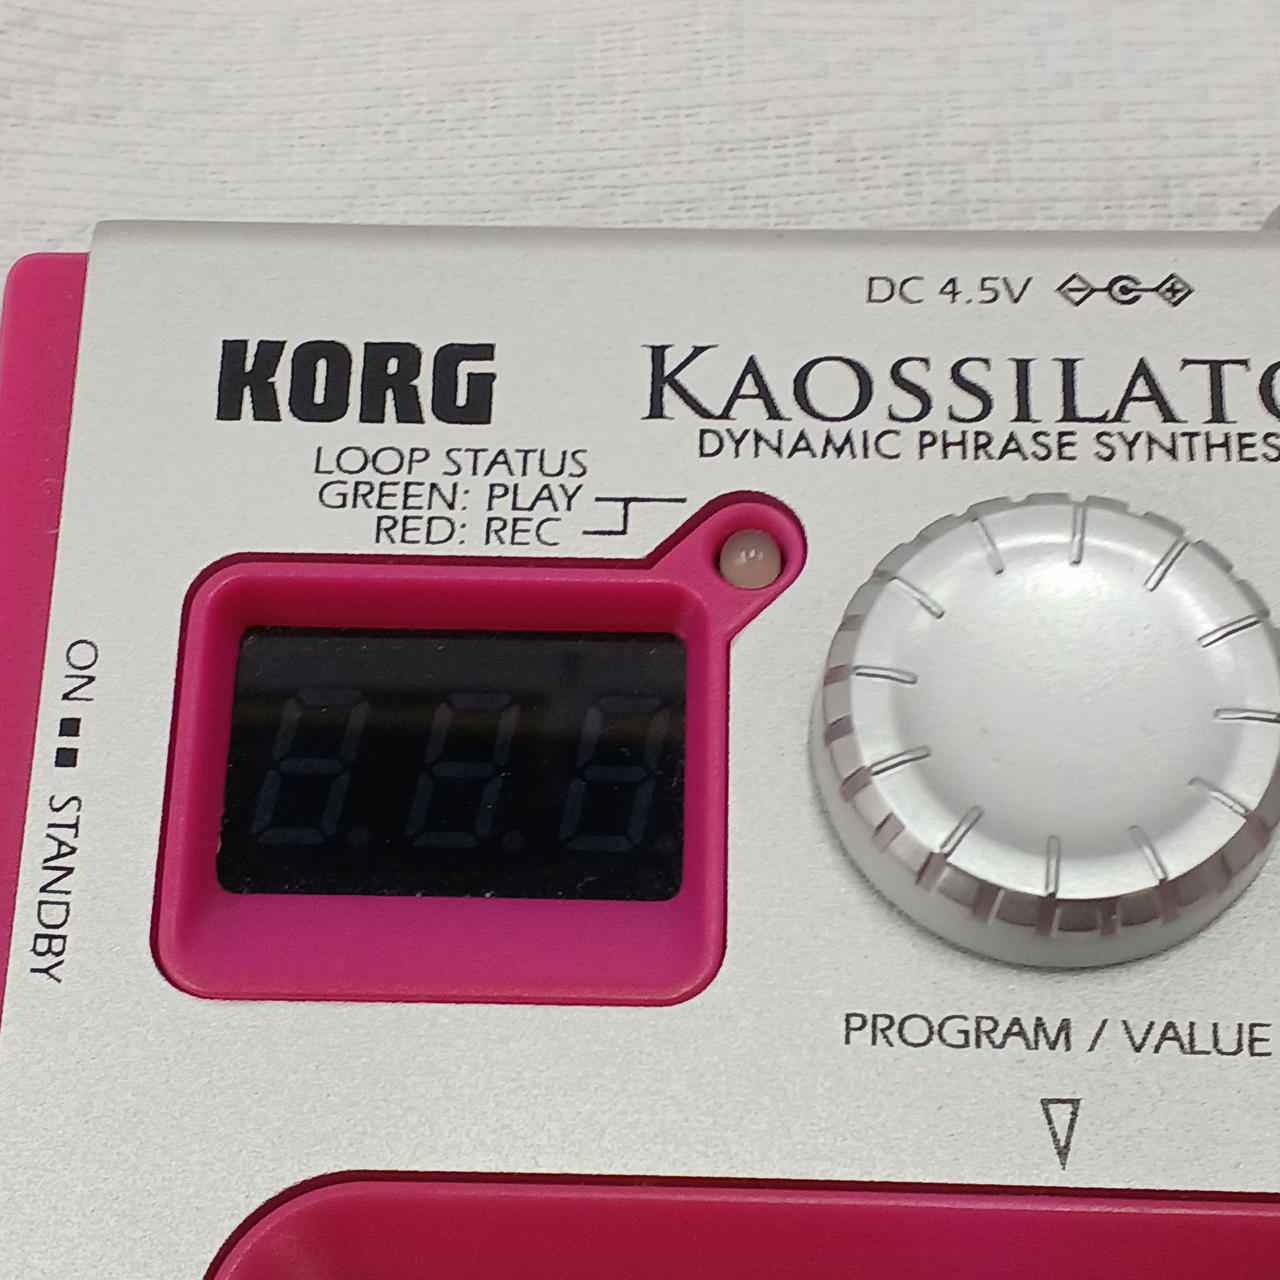 DC 4.5V
KORG
KAOSSILATO
DYNAMIC PHRASE SYNTHES
LOOP STATUS
GREEN: PLAY
RED: REC
ON
STANDBY
PROGRAM / VALUE